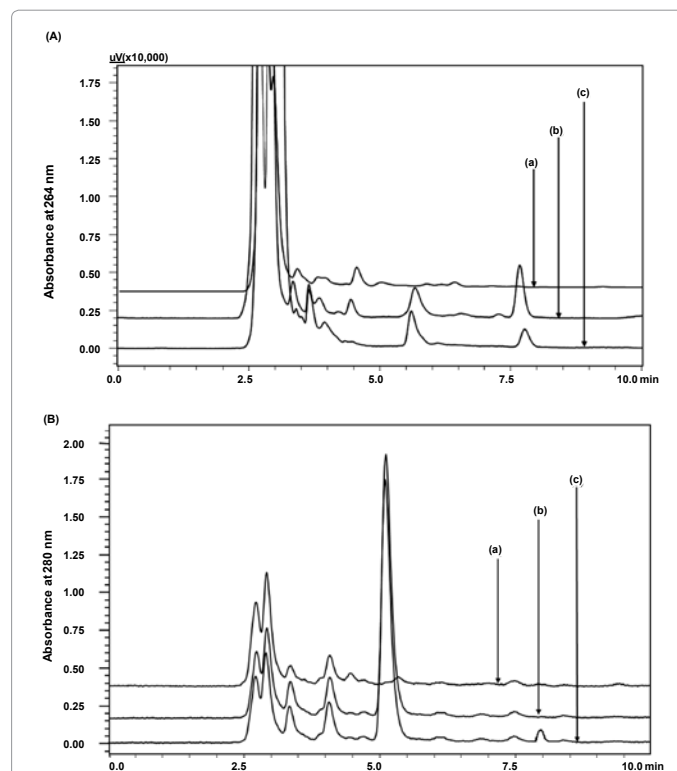 (A)
uV(x10,000)
1.75
1.50
1.25
1.00
0.75
0.50
0.25
0.00
Absorbance at 264 nm
(a)
(b)
(c)
0.0 2.5 5.0 7.5 10.0 min
(B)
2.00
1.75
1.50
1.25
0.75
0.50
0.25
0.00
Absorbance at 280 nm
(a)
(b)
(c)
0.0 2.5 5.0 7.5 10.0 min